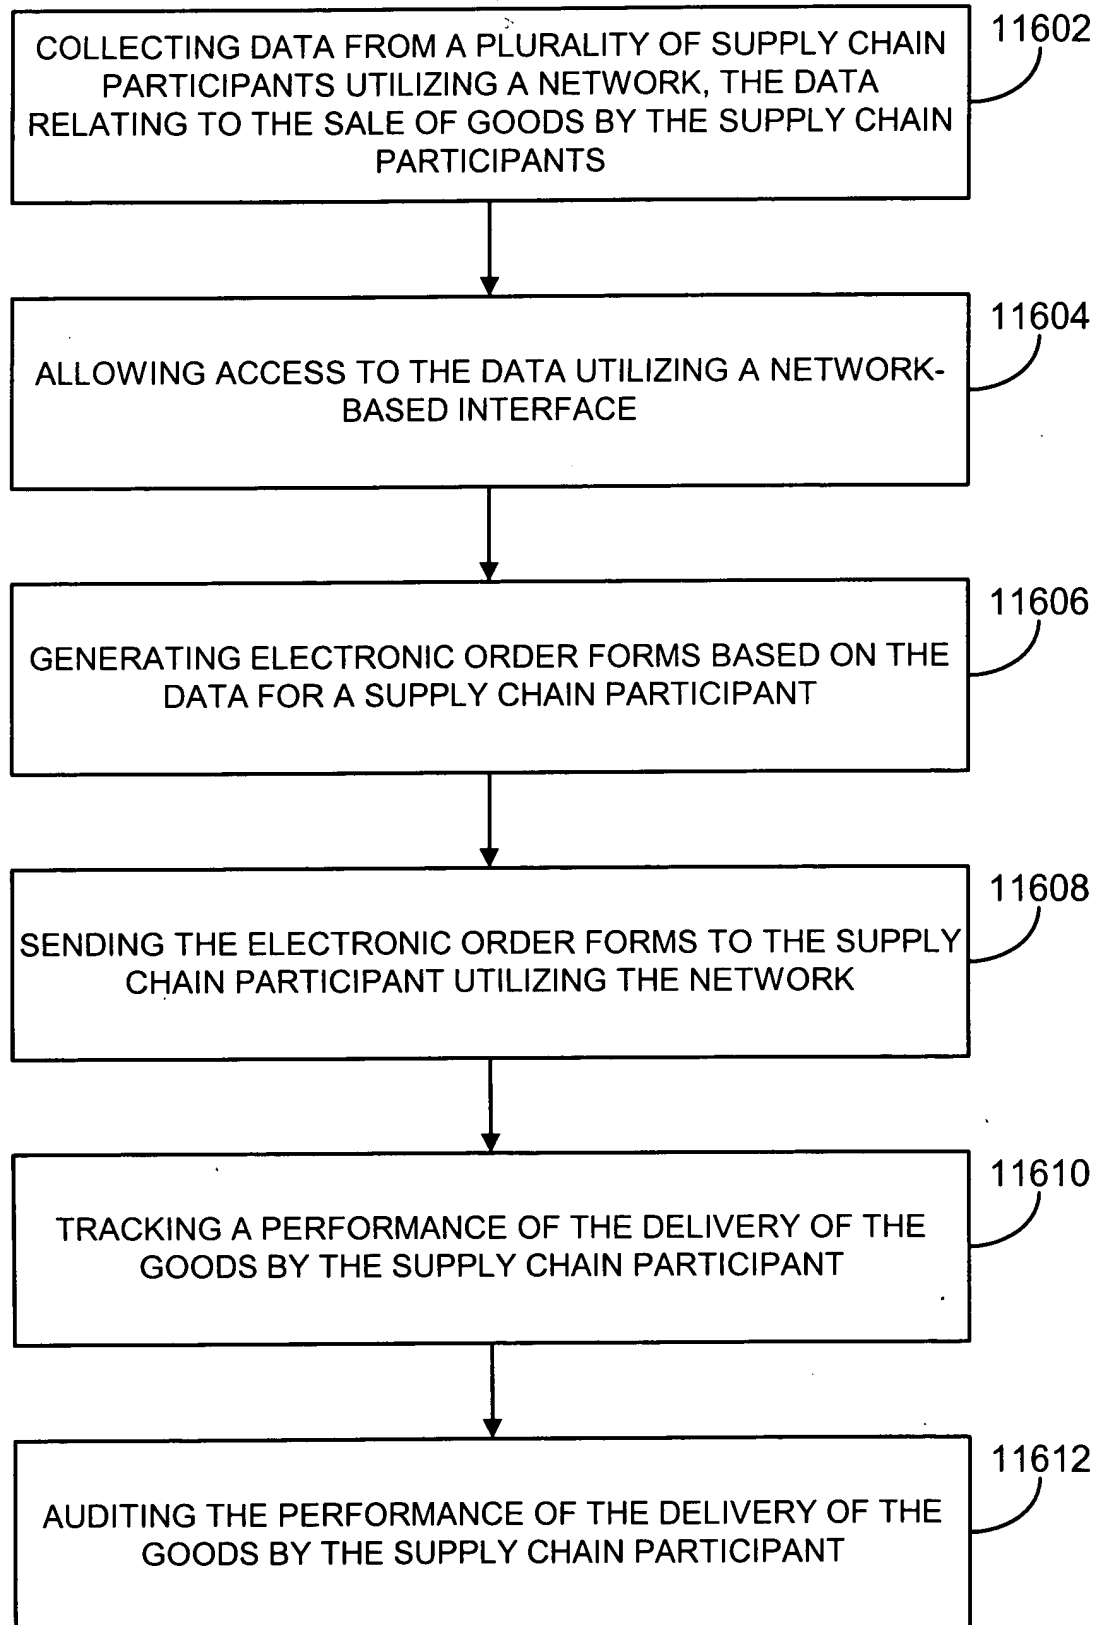 COLLECTING DATA FROM A PLURALITY OF SUPPLY CHAIN
PARTICIPANTS UTILIZING A NETWORK, THE DATA
RELATING TO THE SALE OF GOODS BY THE SUPPLY CHAIN
PARTICIPANTS
11602
ALLOWING ACCESS TO THE DATA UTILIZING A NETWORK-
BASED INTERFACE
11604
GENERATING ELECTRONIC ORDER FORMS BASED ON THE
DATA FOR A SUPPLY CHAIN PARTICIPANT
11606
SENDING THE ELECTRONIC ORDER FORMS TO THE SUPPLY
CHAIN PARTICIPANT UTILIZING THE NETWORK
11608
TRACKING A PERFORMANCE OF THE DELIVERY OF THE
GOODS BY THE SUPPLY CHAIN PARTICIPANT
11610
AUDITING THE PERFORMANCE OF THE DELIVERY OF THE
GOODS BY THE SUPPLY CHAIN PARTICIPANT
11612